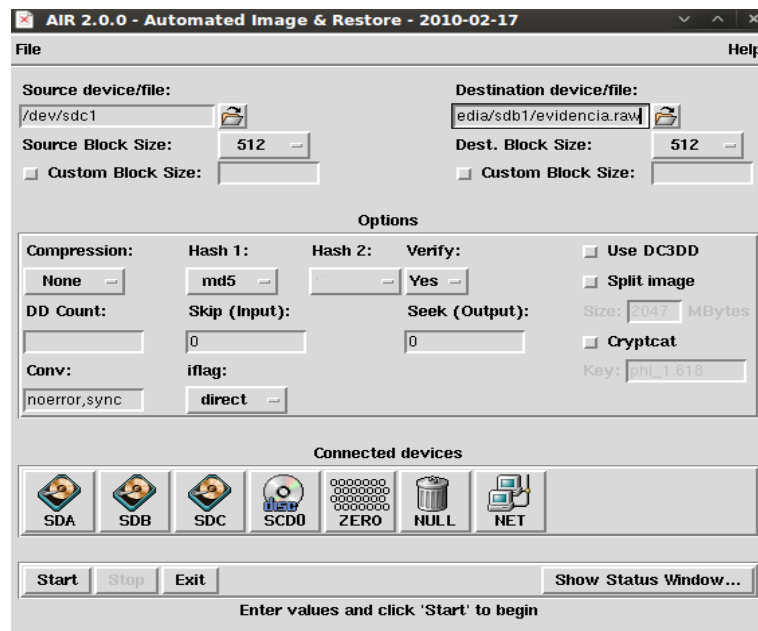 AIR 2.0.0 - Automated Image & Restore - 2010-02-17
File Help
Source device/file: Destination device/file:
/dev/sdc1 edia/sdb1/evidencia.raw
Source Block Size: 512 Dest. Block Size: 512
Custom Block Size: Custom Block Size:
Options
Compression: Hash 1: Hash 2: Verify: Use DC3DD
None md5 Yes Split image
DD Count: Skip (Input): Seek (Output): Size: 2047 MBytes
0 0 Cryptcat
Conv: iflag: Key: phi_1.618
noerror,sync direct
Connected devices
SDA SDB SDC SCD0 ZERO NULL NET
Start Stop Exit Show Status Window...
Enter values and click 'Start' to begin